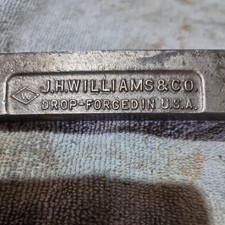 J.H.WILLIAMS & CO.
DROP-FORGED IN U.S.A.